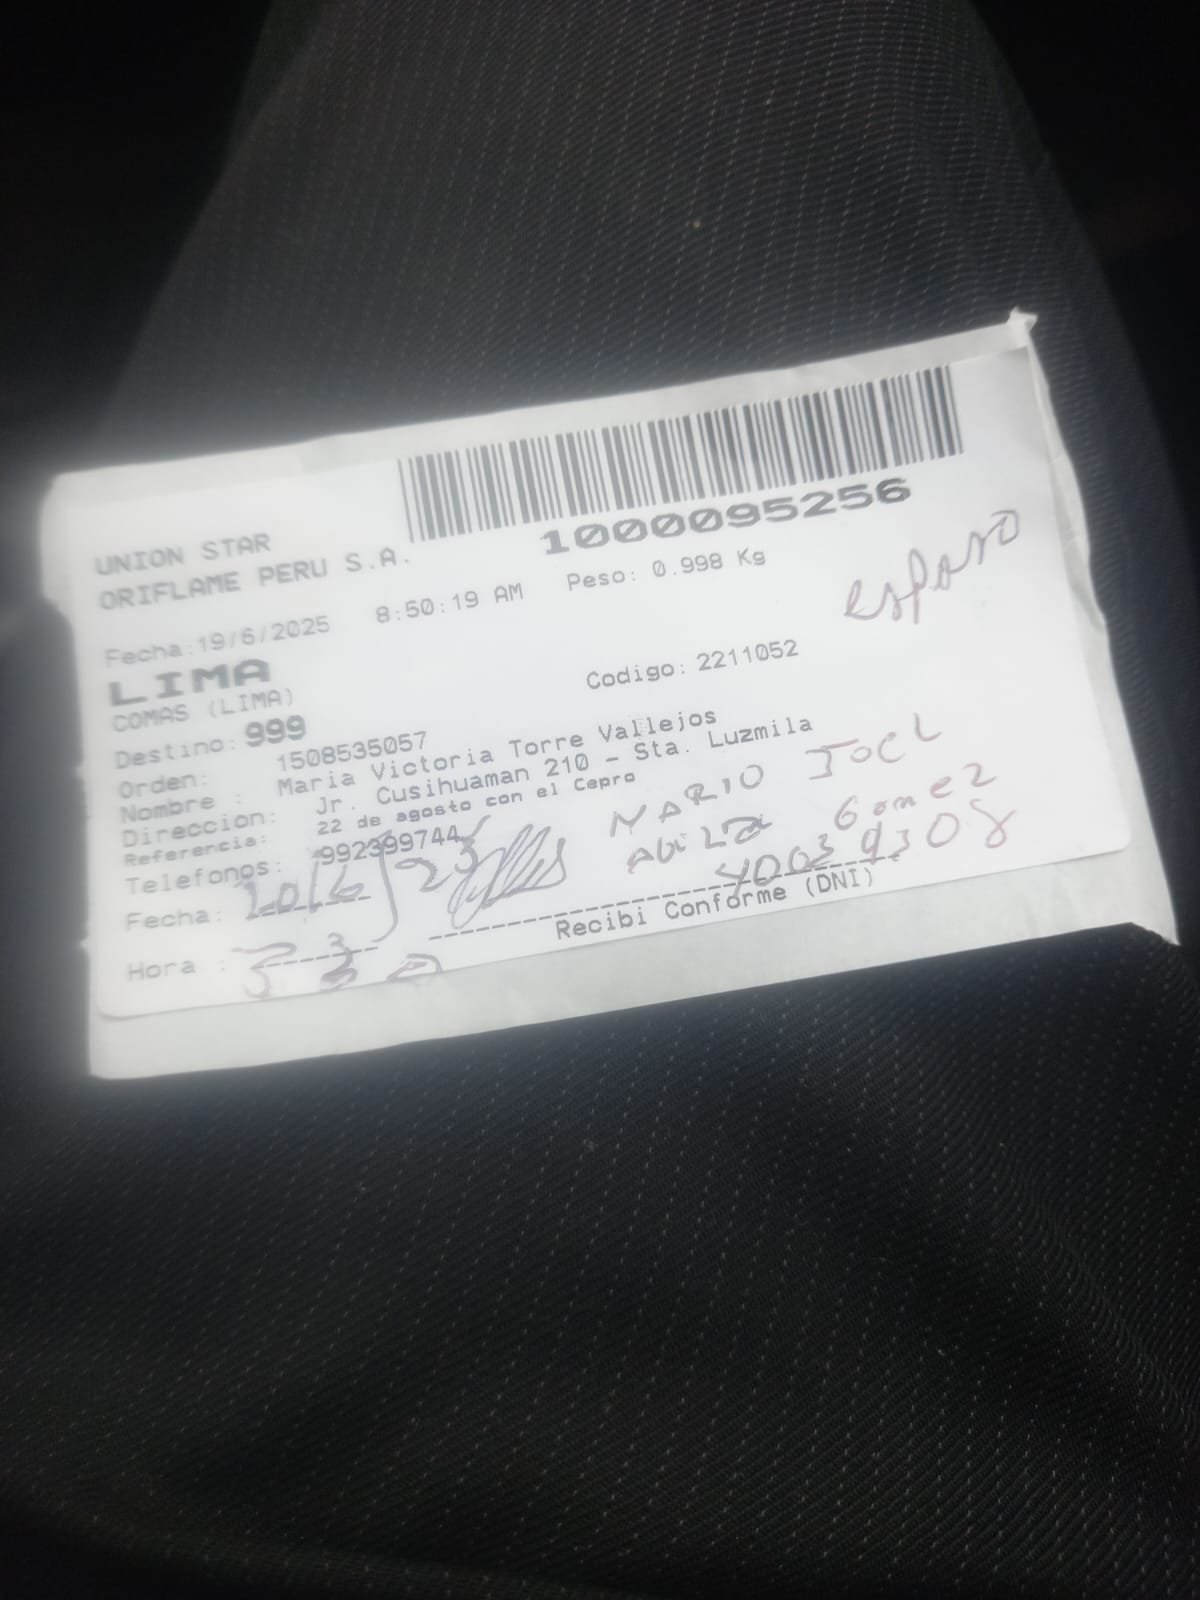 UNION STAR
ORIFLAME PERU S.A.
1000095256
Fecha:19/6/2025 8:50:19 AM Peso: 0.998 Kg
esposo
LIMA
COMAS (LIMA)
Codigo: 2211052
Destino: 999
Orden: 1508535057
Nombre : Maria Victoria Torre Vallejos
Direccion: Jr. Cusihuaman 210 - Sta. Luzmila
Referencia: 22 de agosto con el Cepro
Telefonos: 992399744
MARIO JOEL
Gomez
Fecha:
Hora :
Recibi Conforme (DNI)